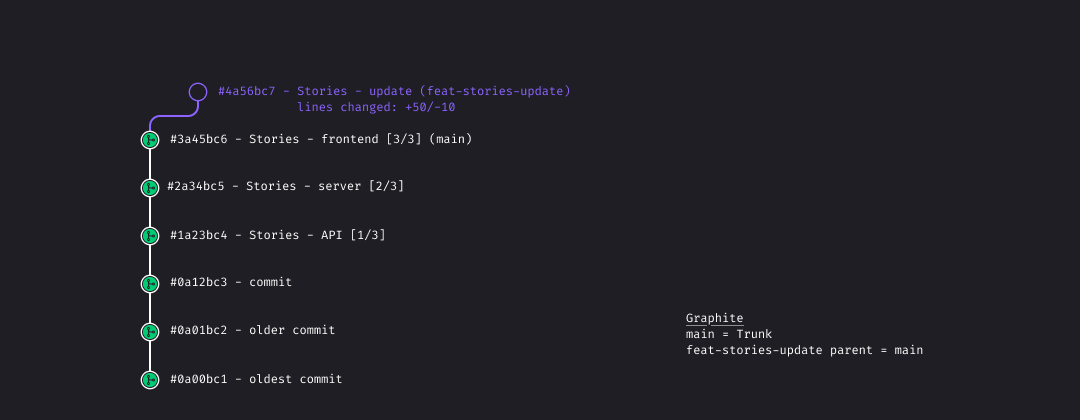 #4a56bc7 - Stories - update (feat-stories-update)
lines changed: +50/-10
#3a45bc6 - Stories - frontend [3/3] (main)
#2a34bc5 - Stories - server [2/3]
#1a23bc4 - Stories - API [1/3]
#0a12bc3 - commit
#0a01bc2 - older commit
#0a00bc1 - oldest commit
Graphite
main = Trunk
feat-stories-update parent = main